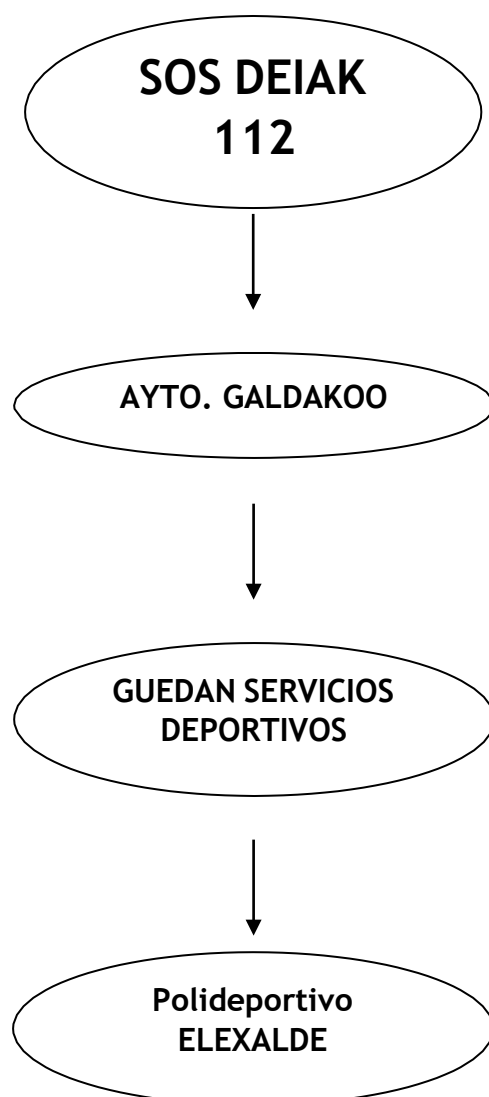 SOS DEIAK
112
AYTO. GALDAKOO
GUEDAN SERVICIOS
DEPORTIVOS
Polideportivo
ELEXALDE